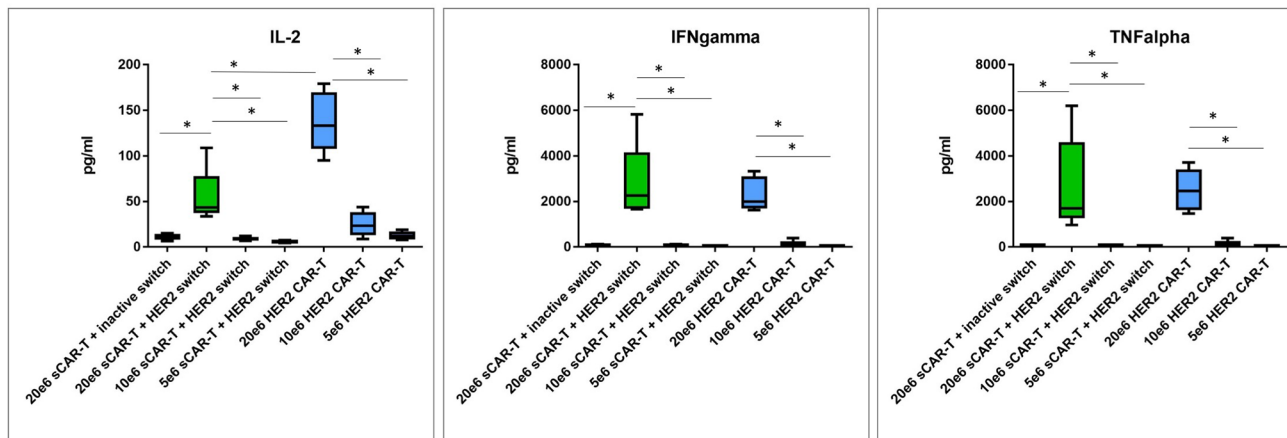 IL-2
pg/ml
200
150
100
50
0
* * * * * *
20e6 sCAR-T + inactive switch
20e6 sCAR-T + HER2 switch
10e6 sCAR-T + HER2 switch
5e6 sCAR-T + HER2 switch
20e6 HER2 CAR-T
10e6 HER2 CAR-T
5e6 HER2 CAR-T
IFNgamma
pg/ml
8000
6000
4000
2000
0
* * * * *
20e6 sCAR-T + inactive switch
20e6 sCAR-T + HER2 switch
10e6 sCAR-T + HER2 switch
5e6 sCAR-T + HER2 switch
20e6 HER2 CAR-T
10e6 HER2 CAR-T
5e6 HER2 CAR-T
TNFalpha
pg/ml
8000
6000
4000
2000
0
* * * * *
20e6 sCAR-T + inactive switch
20e6 sCAR-T + HER2 switch
10e6 sCAR-T + HER2 switch
5e6 sCAR-T + HER2 switch
20e6 HER2 CAR-T
10e6 HER2 CAR-T
5e6 HER2 CAR-T